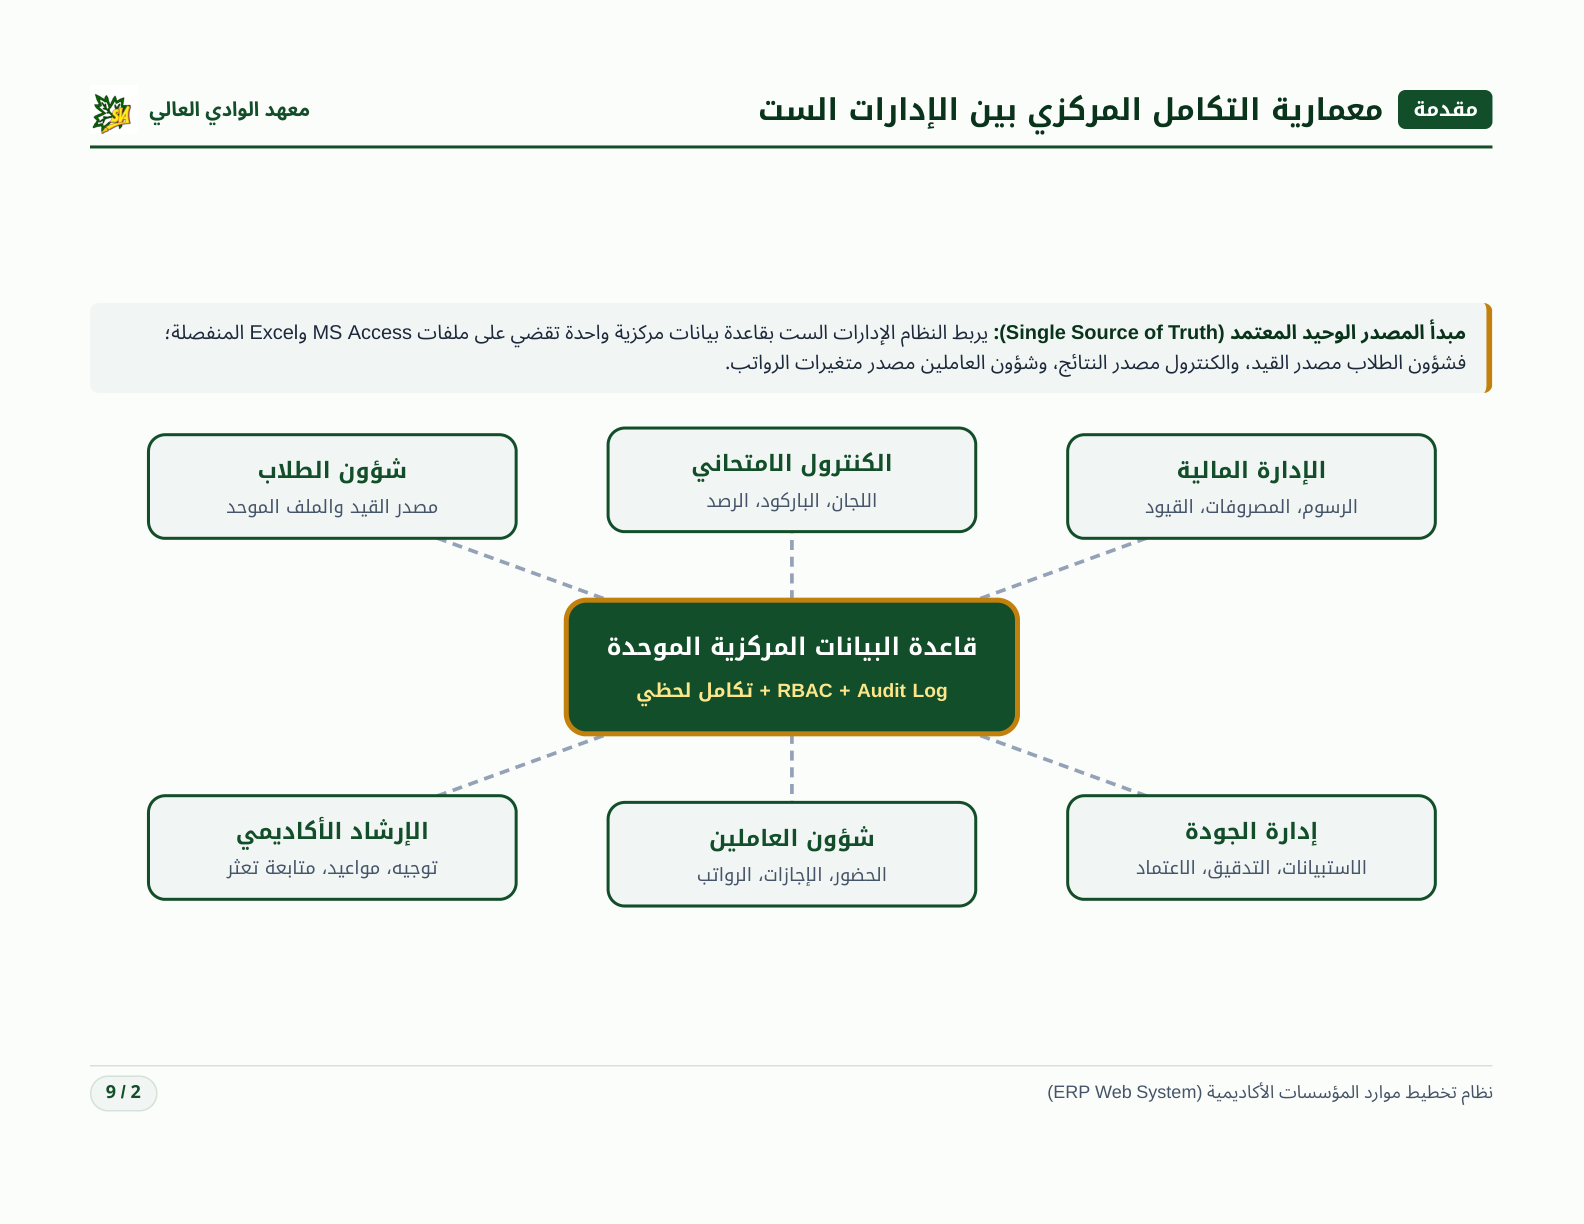 مقدمة
معمارية التكامل المركزي بين الإدارات الست
معهد الوادي العالي
مبدأ المصدر الوحيد المعتمد (Single Source of Truth): يربط النظام الإدارات الست بقاعدة بيانات مركزية واحدة تقضي على ملفات MS Access وExcel المنفصلة؛
فشؤون الطلاب مصدر القيد، والكنترول مصدر النتائج، وشؤون العاملين مصدر متغيرات الرواتب.
الإدارة المالية
الرسوم، المصروفات، القيود
الكنترول الامتحاني
اللجان، الباركود، الرصد
شؤون الطلاب
مصدر القيد والملف الموحد
قاعدة البيانات المركزية الموحدة
RBAC + Audit Log + تكامل لحظي
إدارة الجودة
الاستبيانات، التدقيق، الاعتماد
شؤون العاملين
الحضور، الإجازات، الرواتب
الإرشاد الأكاديمي
توجيه، مواعيد، متابعة تعثر
نظام تخطيط موارد المؤسسات الأكاديمية (ERP Web System)
9 / 2